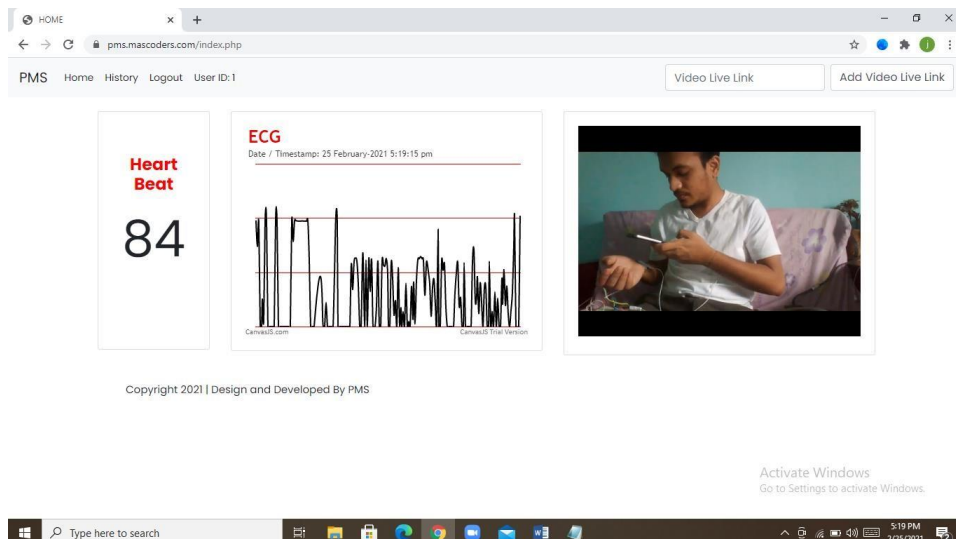 HOME
pms.mascoders.com/index.php
PMS Home History Logout User ID: 1 Video Live Link Add Video Live Link
Heart
Beat
84
ECG
Date / Timestamp: 25 February-2021 5:19:15 pm
CanvasJS.com CanvasJS Trial Version
Copyright 2021 | Design and Developed By PMS
Activate Windows
Go to Settings to activate Windows.
Type here to search
5:19 PM
2/25/2021